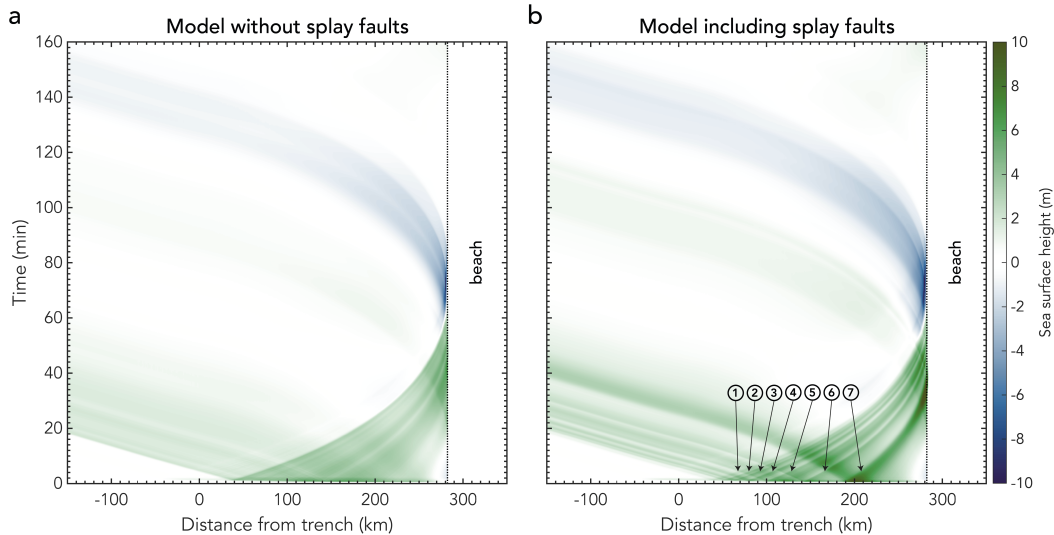 a
Model without splay faults
b
Model including splay faults
160
140
120
100
80
60
40
20
0
Time (min)
-100
0
100
200
300
Distance from trench (km)
beach
1 2 3 4 5 6 7
-100
0
100
200
300
Distance from trench (km)
beach
10
8
6
4
2
0
-2
-4
-6
-8
-10
Sea surface height (m)